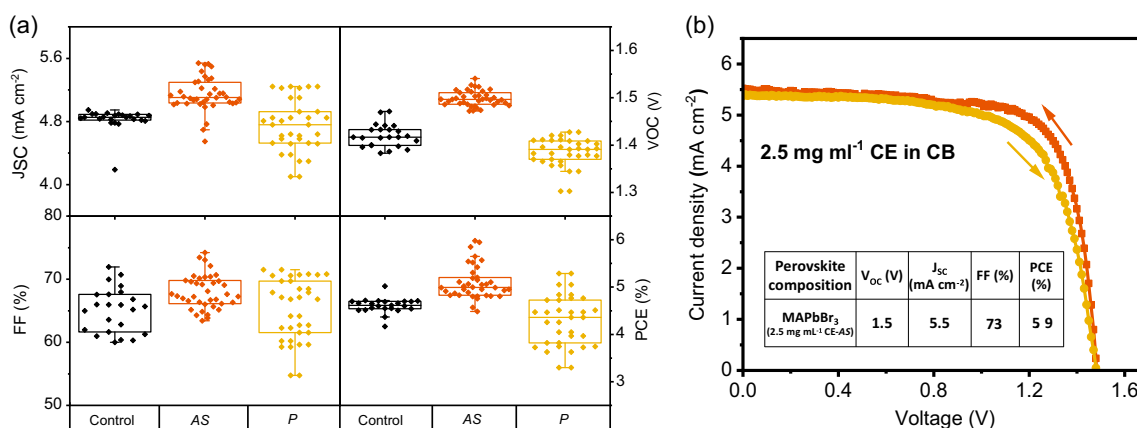 (a)
JSC (mA cm⁻²)
5.6
4.8
4.0
1.6
1.5
1.4
1.3
VOC (V)
FF (%)
80
70
60
50
6
5
4
3
PCE (%)
Control AS P Control AS P
(b)
Current density (mA cm⁻²)
6
5
4
3
2
1
0
2.5 mg ml⁻¹ CE in CB
Perovskite composition V_OC (V) J_SC (mA cm⁻²) FF (%) PCE (%)
MAPbBr₃ (2.5 mg mL⁻¹ CE-AS) 1.5 5.5 73 5 9
0.0 0.4 0.8 1.2 1.6
Voltage (V)